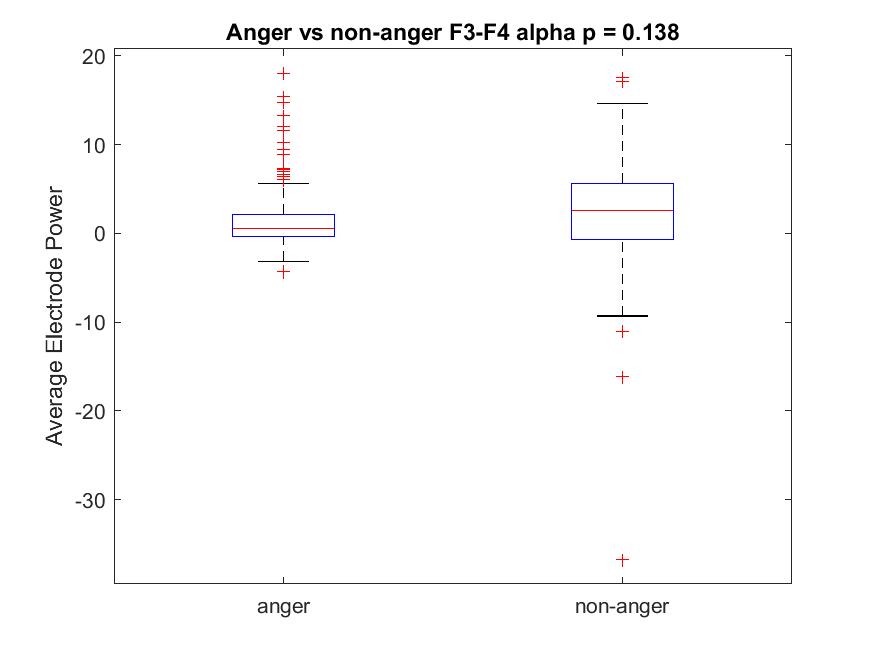 Anger vs non-anger F3-F4 alpha p = 0.138
Average Electrode Power
20
10
0
-10
-20
-30
anger
non-anger